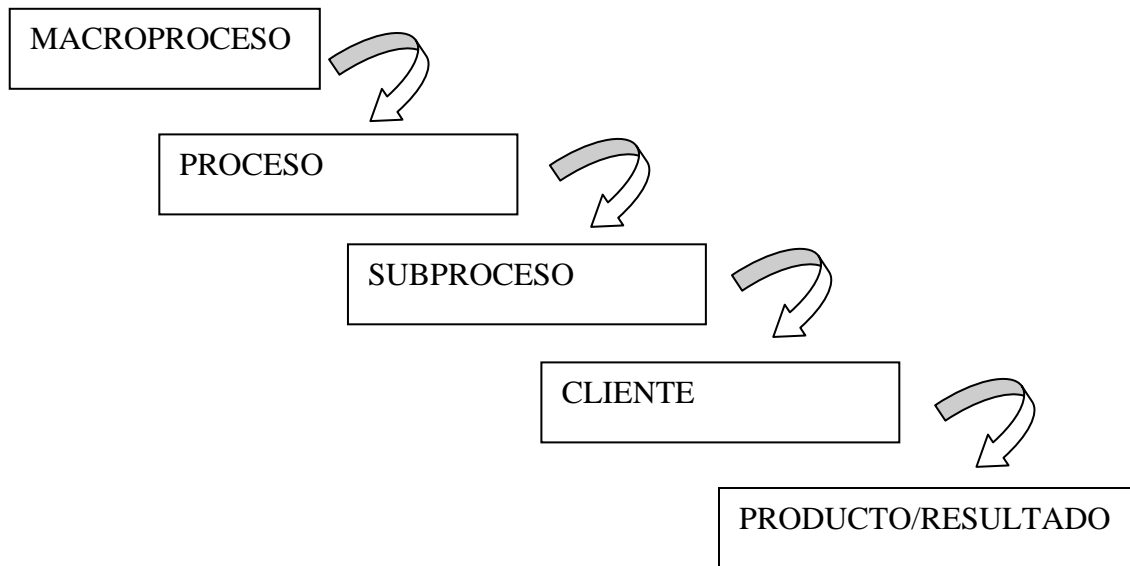 MACROPROCESO
PROCESO
SUBPROCESO
CLIENTE
PRODUCTO/RESULTADO